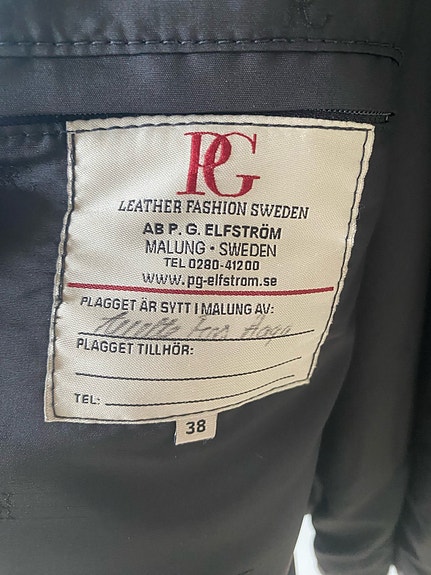 PG
LEATHER FASHION SWEDEN
AB P. G. ELFSTRÖM
MALUNG • SWEDEN
TEL 0280-41200
www.pg-elfstrom.se
PLAGGET ÄR SYTT I MALUNG AV:
PLAGGET TILLHÖR:
TEL:
38